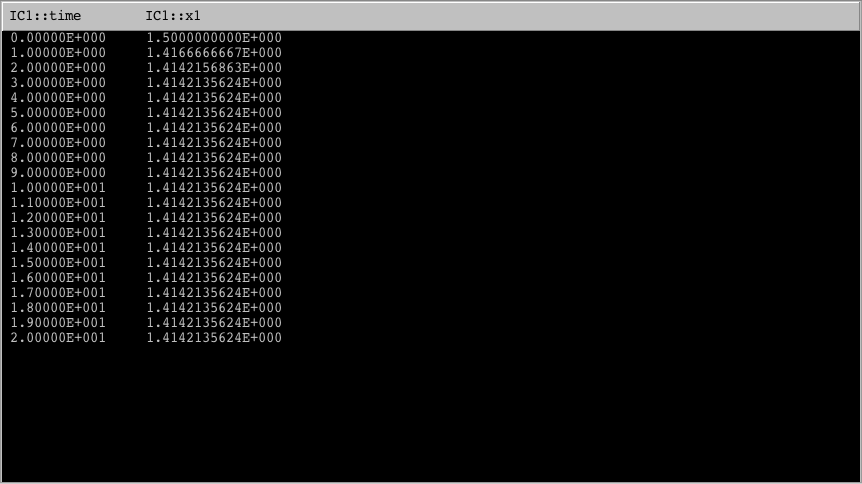 IC1::time IC1::x1
0.00000E+000 1.5000000000E+000
1.00000E+000 1.4166666667E+000
2.00000E+000 1.4142156863E+000
3.00000E+000 1.4142135624E+000
4.00000E+000 1.4142135624E+000
5.00000E+000 1.4142135624E+000
6.00000E+000 1.4142135624E+000
7.00000E+000 1.4142135624E+000
8.00000E+000 1.4142135624E+000
9.00000E+000 1.4142135624E+000
1.00000E+001 1.4142135624E+000
1.10000E+001 1.4142135624E+000
1.20000E+001 1.4142135624E+000
1.30000E+001 1.4142135624E+000
1.40000E+001 1.4142135624E+000
1.50000E+001 1.4142135624E+000
1.60000E+001 1.4142135624E+000
1.70000E+001 1.4142135624E+000
1.80000E+001 1.4142135624E+000
1.90000E+001 1.4142135624E+000
2.00000E+001 1.4142135624E+000